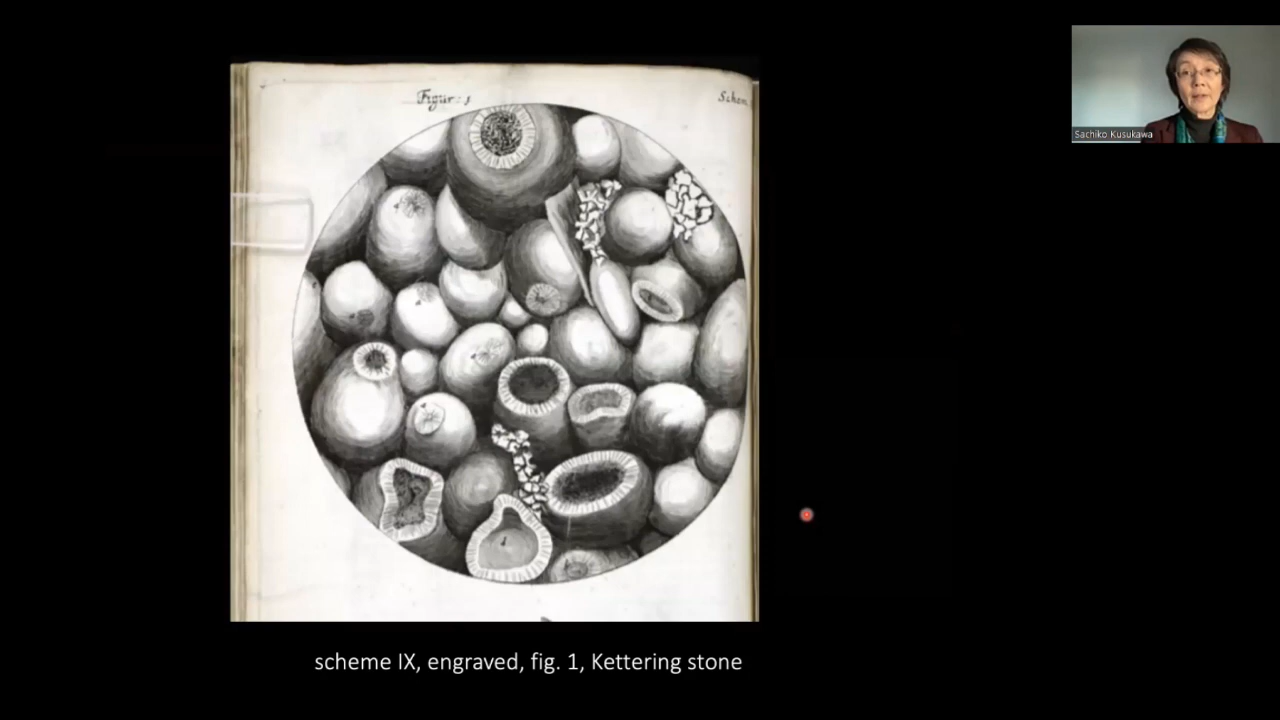 Figur: 1
Schem
Sachiko Kusukawa
scheme IX, engraved, fig. 1, Kettering stone